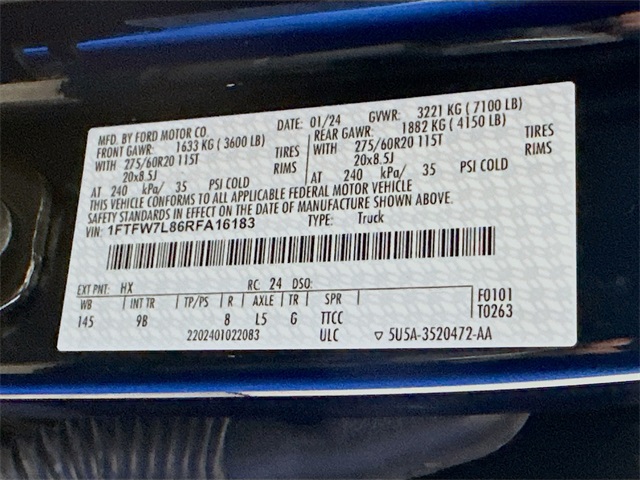 MFD. BY FORD MOTOR CO. DATE: 01/24 GVWR: 3221 KG ( 7100 LB)
FRONT GAWR: 1633 KG ( 3600 LB) REAR GAWR: 1882 KG ( 4150 LB)
WITH 275/60R20 115T TIRES WITH 275/60R20 115T TIRES
20x8.5J RIMS 20x8.5J RIMS
AT 240 kPa/ 35 PSI COLD AT 240 kPa/ 35 PSI COLD
THIS VEHICLE CONFORMS TO ALL APPLICABLE FEDERAL MOTOR VEHICLE
SAFETY STANDARDS IN EFFECT ON THE DATE OF MANUFACTURE SHOWN ABOVE.
VIN: 1FTFW7L86RFA16183 TYPE: Truck
EXT PNT: HX RC 24 DSO: F0101
WB INT TR TP/PS R AXLE TR SPR T0263
145 9B 8 L5 G TTCC
2202401022083 ULC ▽ 5U5A-3520472-AA